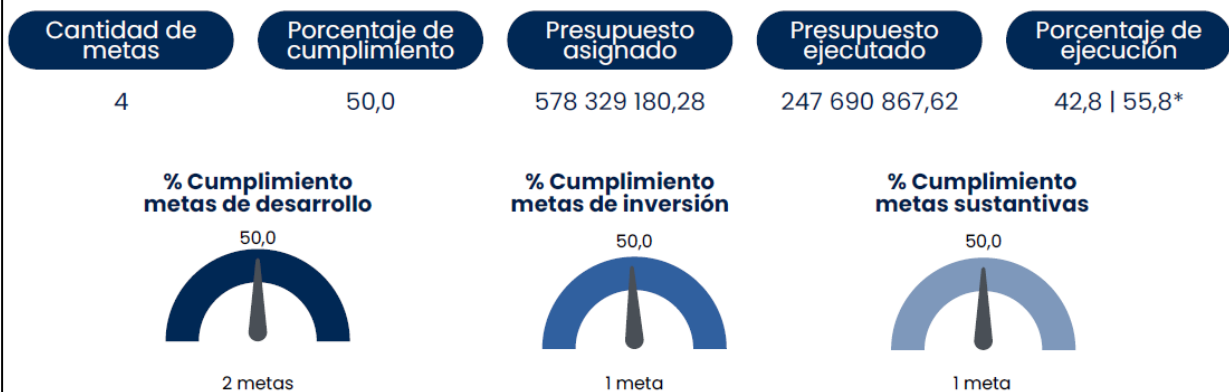 Cantidad de
metas
Porcentaje de
cumplimiento
Presupuesto
asignado
Presupuesto
ejecutado
Porcentaje de
ejecución
4
50,0
578 329 180,28
247 690 867,62
42,8 | 55,8*
% Cumplimiento
metas de desarrollo
50,0
2 metas
% Cumplimiento
metas de inversión
50,0
1 meta
% Cumplimiento
metas sustantivas
50,0
1 meta